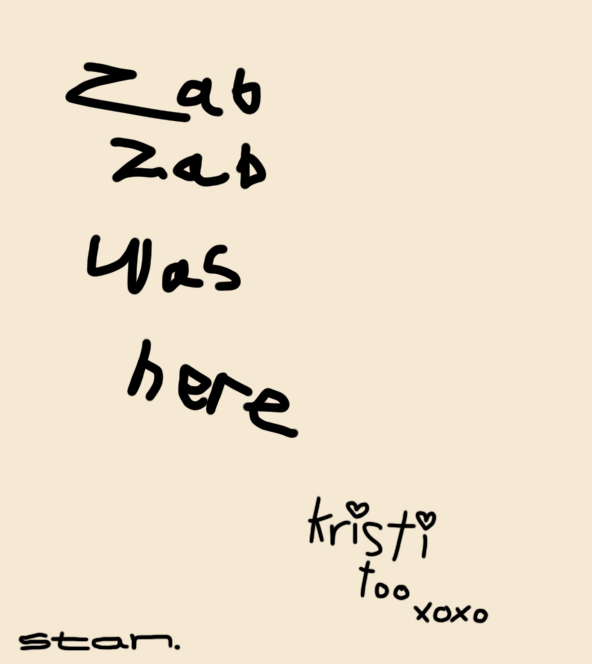 Zab
Zab
Was
here
kristi
too
xoxo
stan.